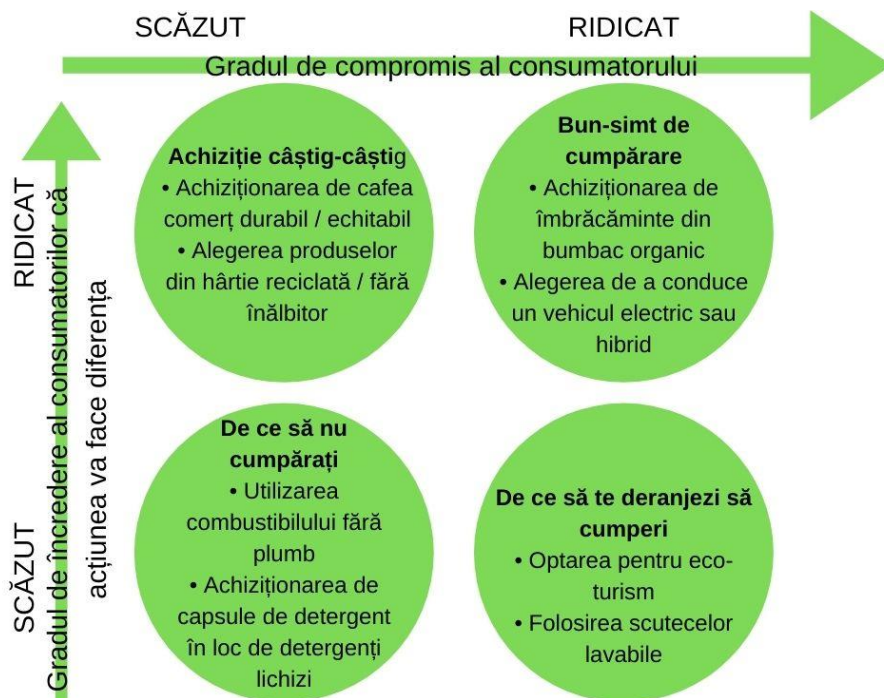 SCĂZUT RIDICAT
Gradul de compromis al consumatorului
RIDICAT
SCĂZUT
Gradul de încredere al consumatorilor că
acțiunea va face diferența
Achiziție câștig-câștig
• Achiziționarea de cafea
comerț durabil / echitabil
• Alegerea produselor
din hârtie reciclată / fără
înălbitor
Bun-simt de
cumpărare
• Achiziționarea de
îmbrăcăminte din
bumbac organic
• Alegerea de a conduce
un vehicul electric sau
hibrid
De ce să nu
cumpărați
• Utilizarea
combustibilului fără
plumb
• Achiziționarea de
capsule de detergent
în loc de detergenți
lichizi
De ce să te deranjezi să
cumperi
• Optarea pentru eco-
turism
• Folosirea scutecelor
lavabile